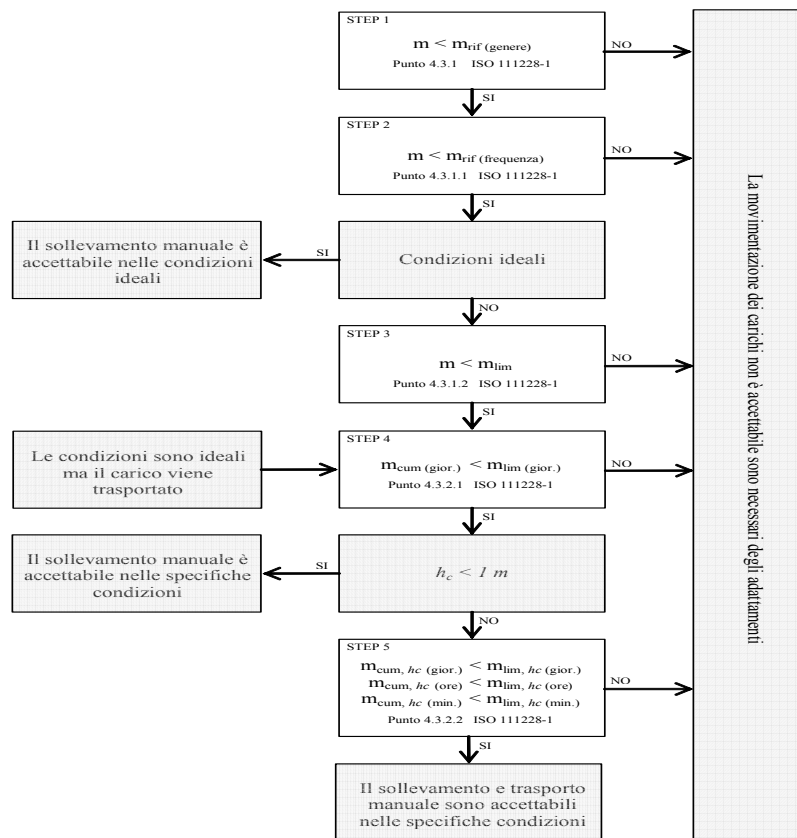 STEP 1
m < mrif (genere)
Punto 4.3.1 ISO 111228-1
NO
SI
STEP 2
m < mrif (frequenza)
Punto 4.3.1.1 ISO 111228-1
NO
SI
Il sollevamento manuale è
accettabile nelle condizioni
ideali
SI
Condizioni ideali
NO
STEP 3
m < mlim
Punto 4.3.1.2 ISO 111228-1
NO
SI
Le condizioni sono ideali
ma il carico viene
trasportato
STEP 4
mcum (gior.) < mlim (gior.)
Punto 4.3.2.1 ISO 111228-1
NO
SI
Il sollevamento manuale è
accettabile nelle specifiche
condizioni
SI
hc < 1 m
NO
STEP 5
mcum, hc (gior.) < mlim, hc (gior.)
mcum, hc (ore) < mlim, hc (ore)
mcum, hc (min.) < mlim, hc (min.)
Punto 4.3.2.2 ISO 111228-1
NO
SI
Il sollevamento e trasporto
manuale sono accettabili
nelle specifiche condizioni
La movimentazione dei carichi non è accettabile sono necessari degli adattamenti